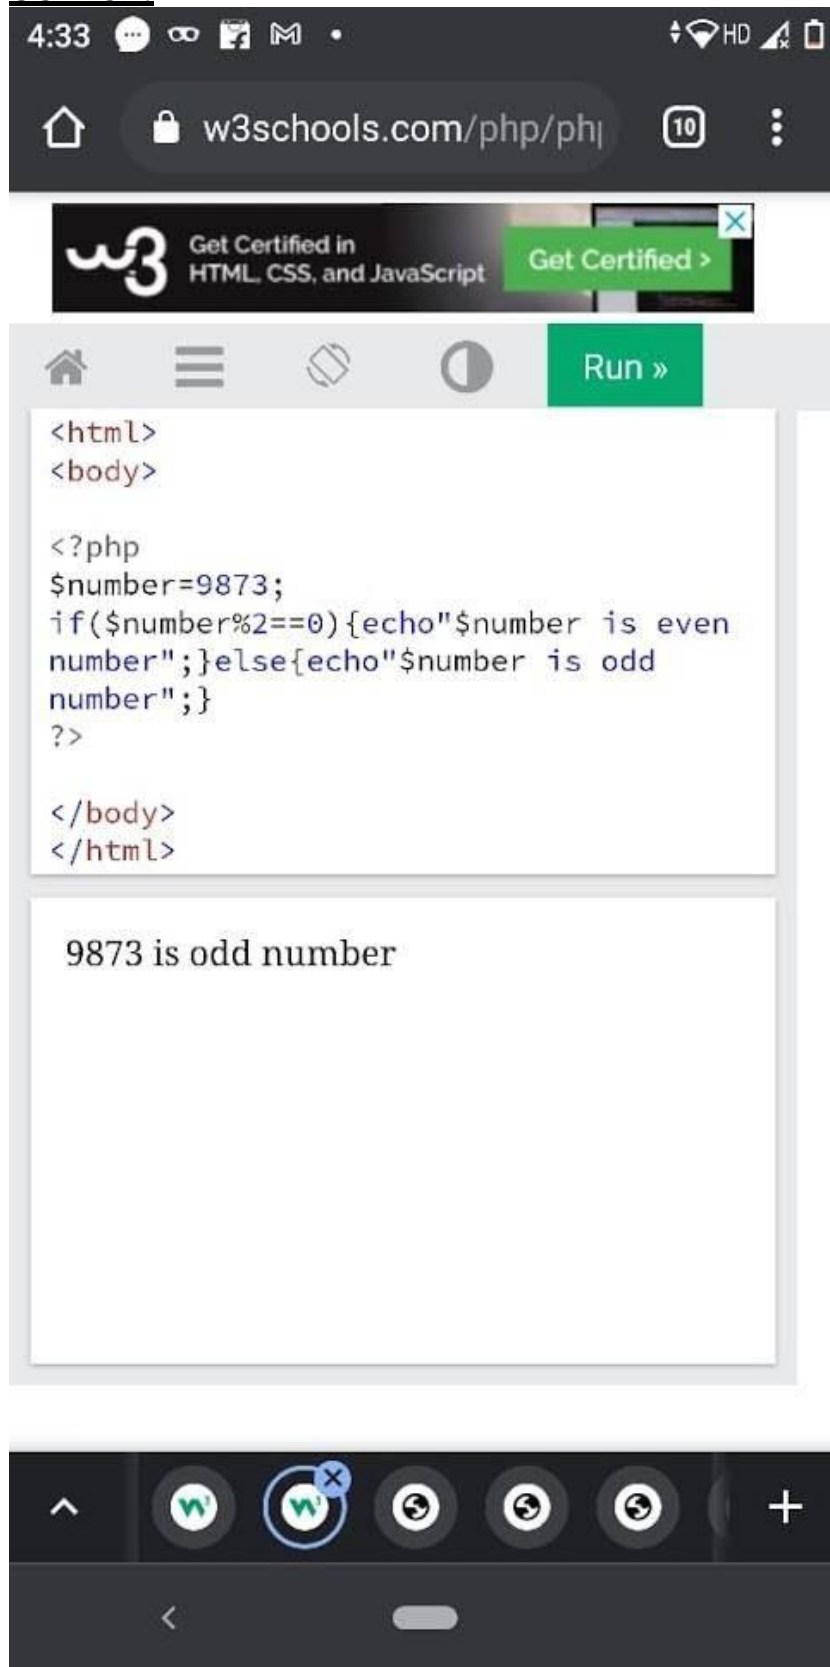 4:33
HD
w3schools.com/php/ph
10
w3
Get Certified in
HTML, CSS, and JavaScript
Get Certified >
Run »
<html>
<body>
<?php
$number=9873;
if($number%2==0){echo"$number is even
number";}else{echo"$number is odd
number";}
?>
</body>
</html>
9873 is odd number